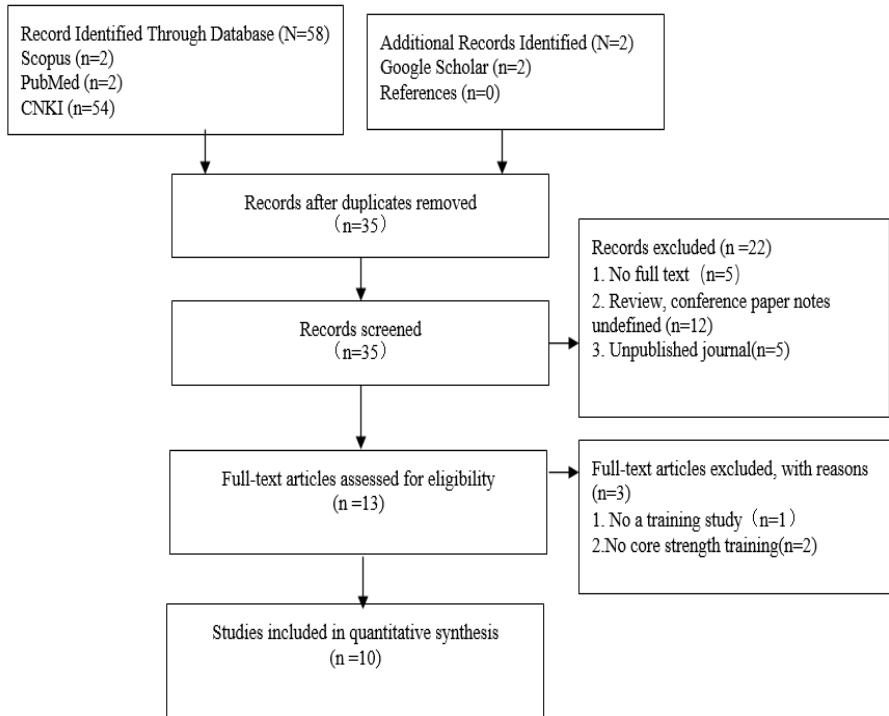 Record Identified Through Database (N=58)
Scopus (n=2)
PubMed (n=2)
CNKI (n=54)
Additional Records Identified (N=2)
Google Scholar (n=2)
References (n=0)
Records after duplicates removed
（n=35）
Records screened
（n=35）
Records excluded (n =22)
1. No full text（n=5）
2. Review, conference paper notes
undefined (n=12)
3. Unpublished journal(n=5)
Full-text articles assessed for eligibility
(n =13)
Full-text articles excluded, with reasons
(n=3)
1. No a training study（n=1）
2.No core strength training(n=2)
Studies included in quantitative synthesis
(n =10)